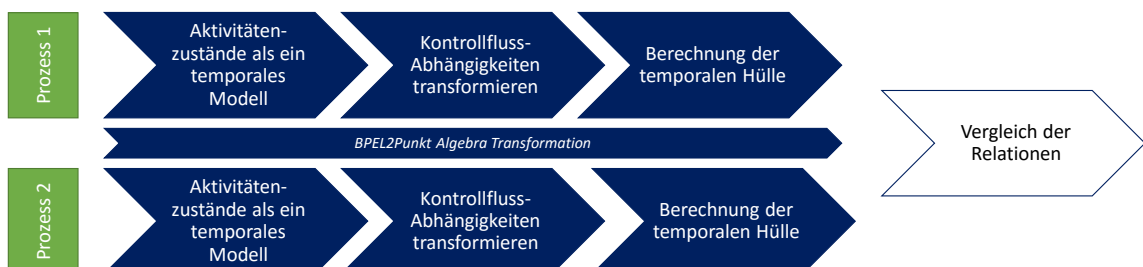 Prozess 1
Aktivitäten-
zustände als ein
temporales
Modell
Kontrollfluss-
Abhängigkeiten
transformieren
Berechnung der
temporalen Hülle
BPEL2Punkt Algebra Transformation
Prozess 2
Aktivitäten-
zustände als ein
temporales
Modell
Kontrollfluss-
Abhängigkeiten
transformieren
Berechnung der
temporalen Hülle
Vergleich der
Relationen